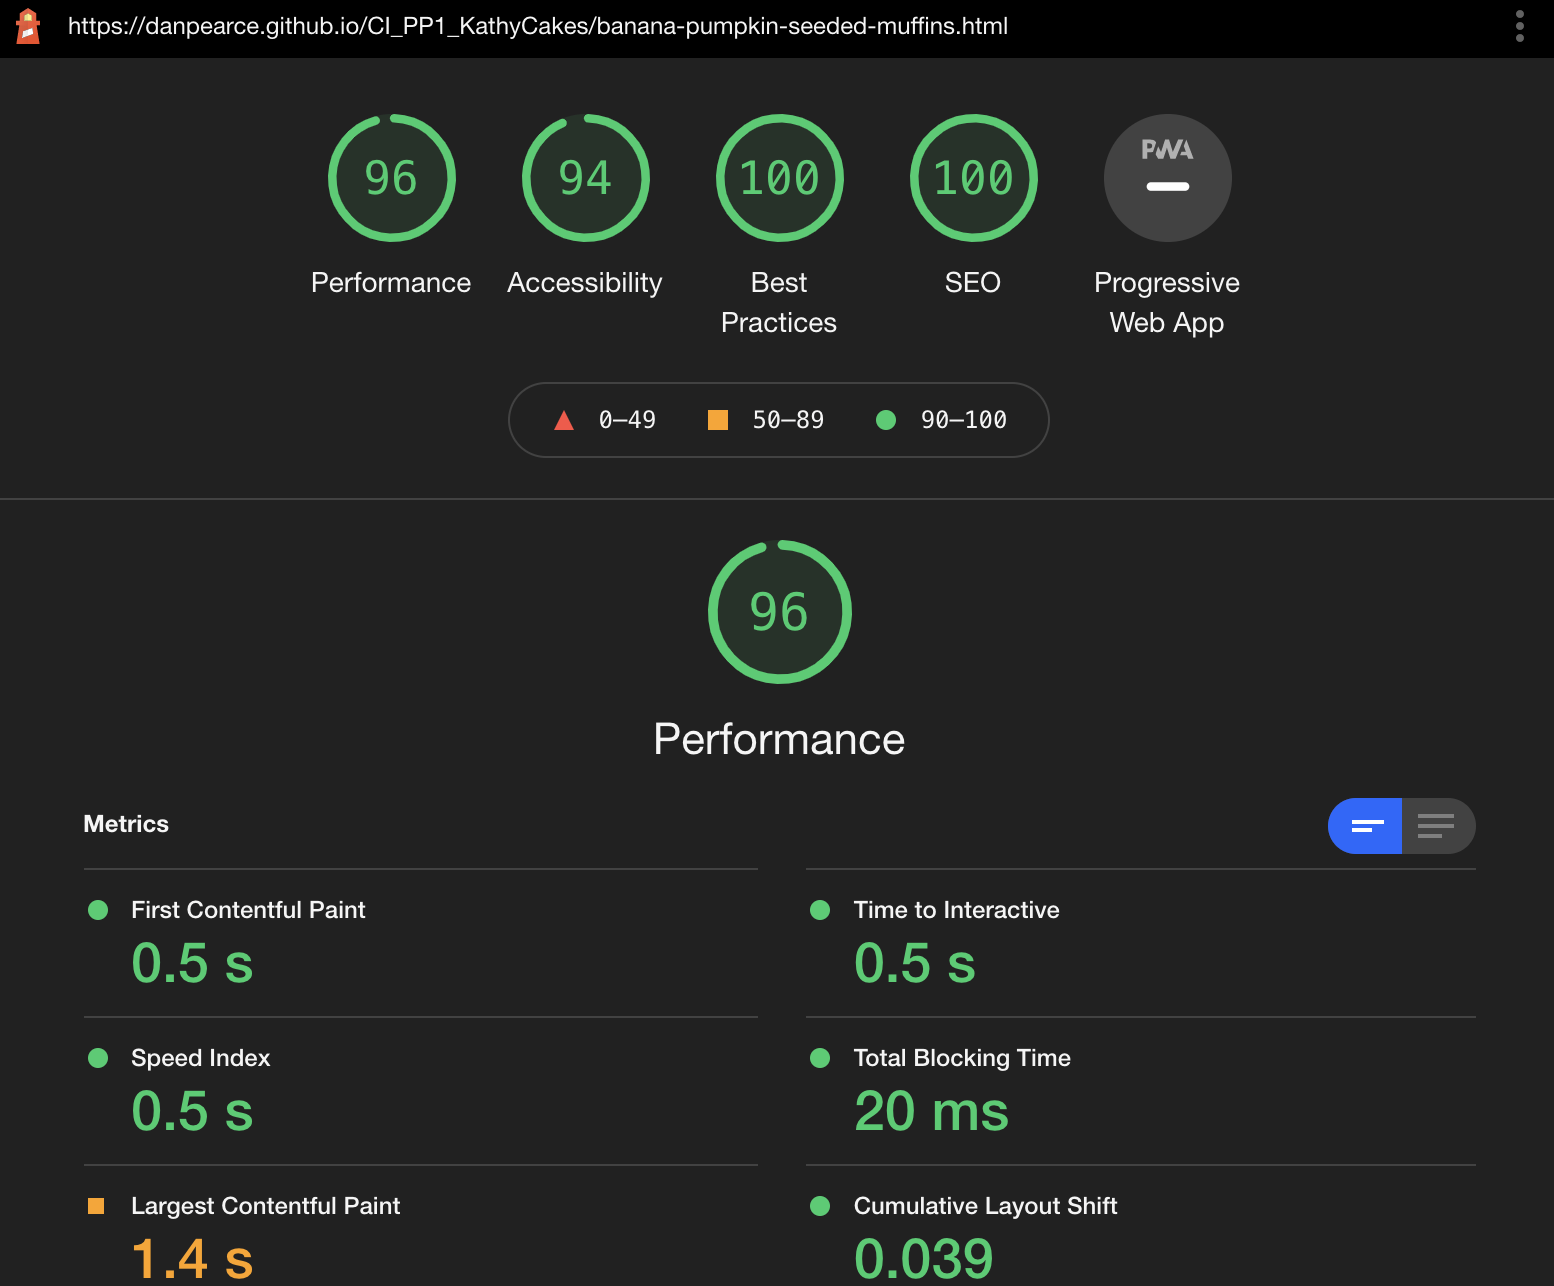 https://danpearce.github.io/CI_PP1_KathyCakes/banana-pumpkin-seeded-muffins.html
96
Performance
94
Accessibility
100
Best
Practices
100
SEO
PWA
Progressive
Web App
0–49
50–89
90–100
96
Performance
Metrics
First Contentful Paint
0.5 s
Time to Interactive
0.5 s
Speed Index
0.5 s
Total Blocking Time
20 ms
Largest Contentful Paint
1.4 s
Cumulative Layout Shift
0.039